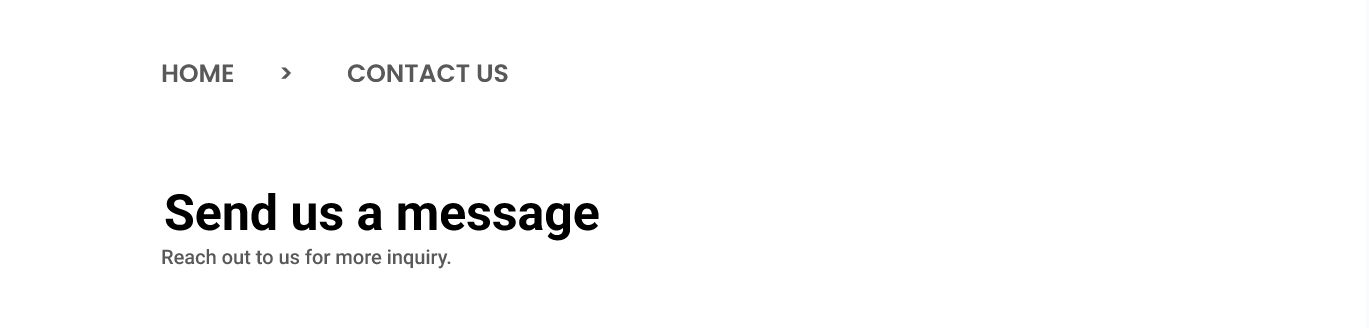 HOME > CONTACT US
Send us a message
Reach out to us for more inquiry.